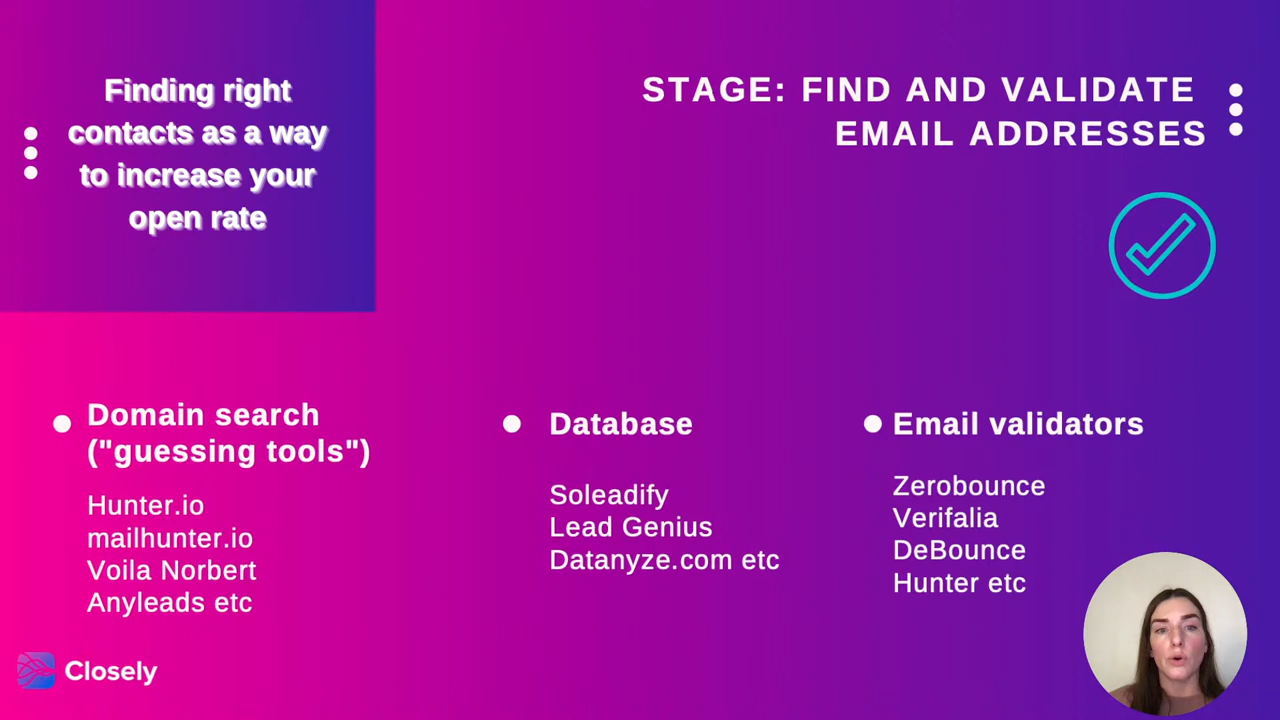 Finding right
contacts as a way
to increase your
open rate
STAGE: FIND AND VALIDATE
EMAIL ADDRESSES
Domain search
("guessing tools")
Hunter.io
mailhunter.io
Voila Norbert
Anyleads etc
Database
Soleadify
Lead Genius
Datanyze.com etc
Email validators
Zerobounce
Verifalia
DeBounce
Hunter etc
Closely